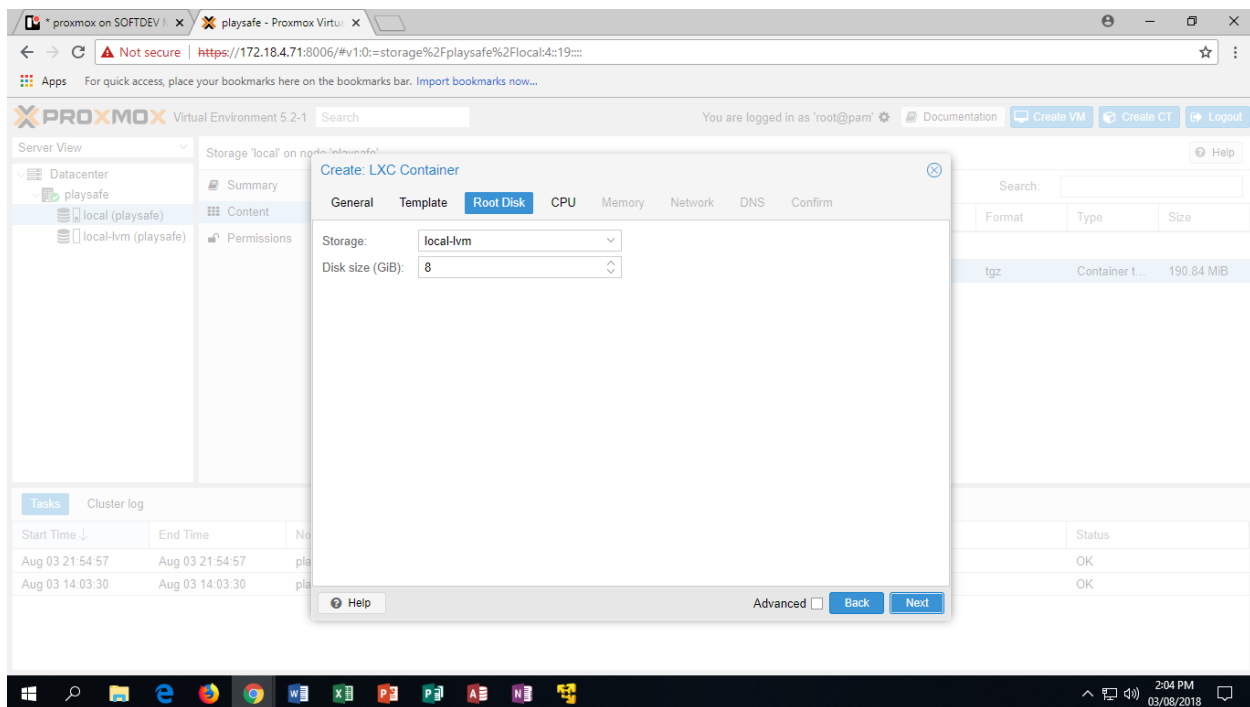 * proxmox on SOFTDEV
playsafe - Proxmox Virtu
Not secure | https://172.18.4.71:8006/#v1:0:=storage%2Fplaysafe%2Flocal:4::19::::
Apps For quick access, place your bookmarks here on the bookmarks bar. Import bookmarks now...
PROXMOX Virtual Environment 5.2-1 Search You are logged in as 'root@pam' Documentation Create VM Create CT Logout
Server View Storage 'local' on node 'playsafe' Help
Datacenter
playsafe
local (playsafe)
local-lvm (playsafe)
Summary
Content
Permissions
Search:
Format Type Size
tgz Container t... 190.84 MiB
Create: LXC Container
General Template Root Disk CPU Memory Network DNS Confirm
Storage: local-lvm
Disk size (GiB): 8
Help Advanced Back Next
Tasks Cluster log
Start Time End Time No Status
Aug 03 21:54:57 Aug 03 21:54:57 pla OK
Aug 03 14:03:30 Aug 03 14:03:30 pla OK
2:04 PM
03/08/2018